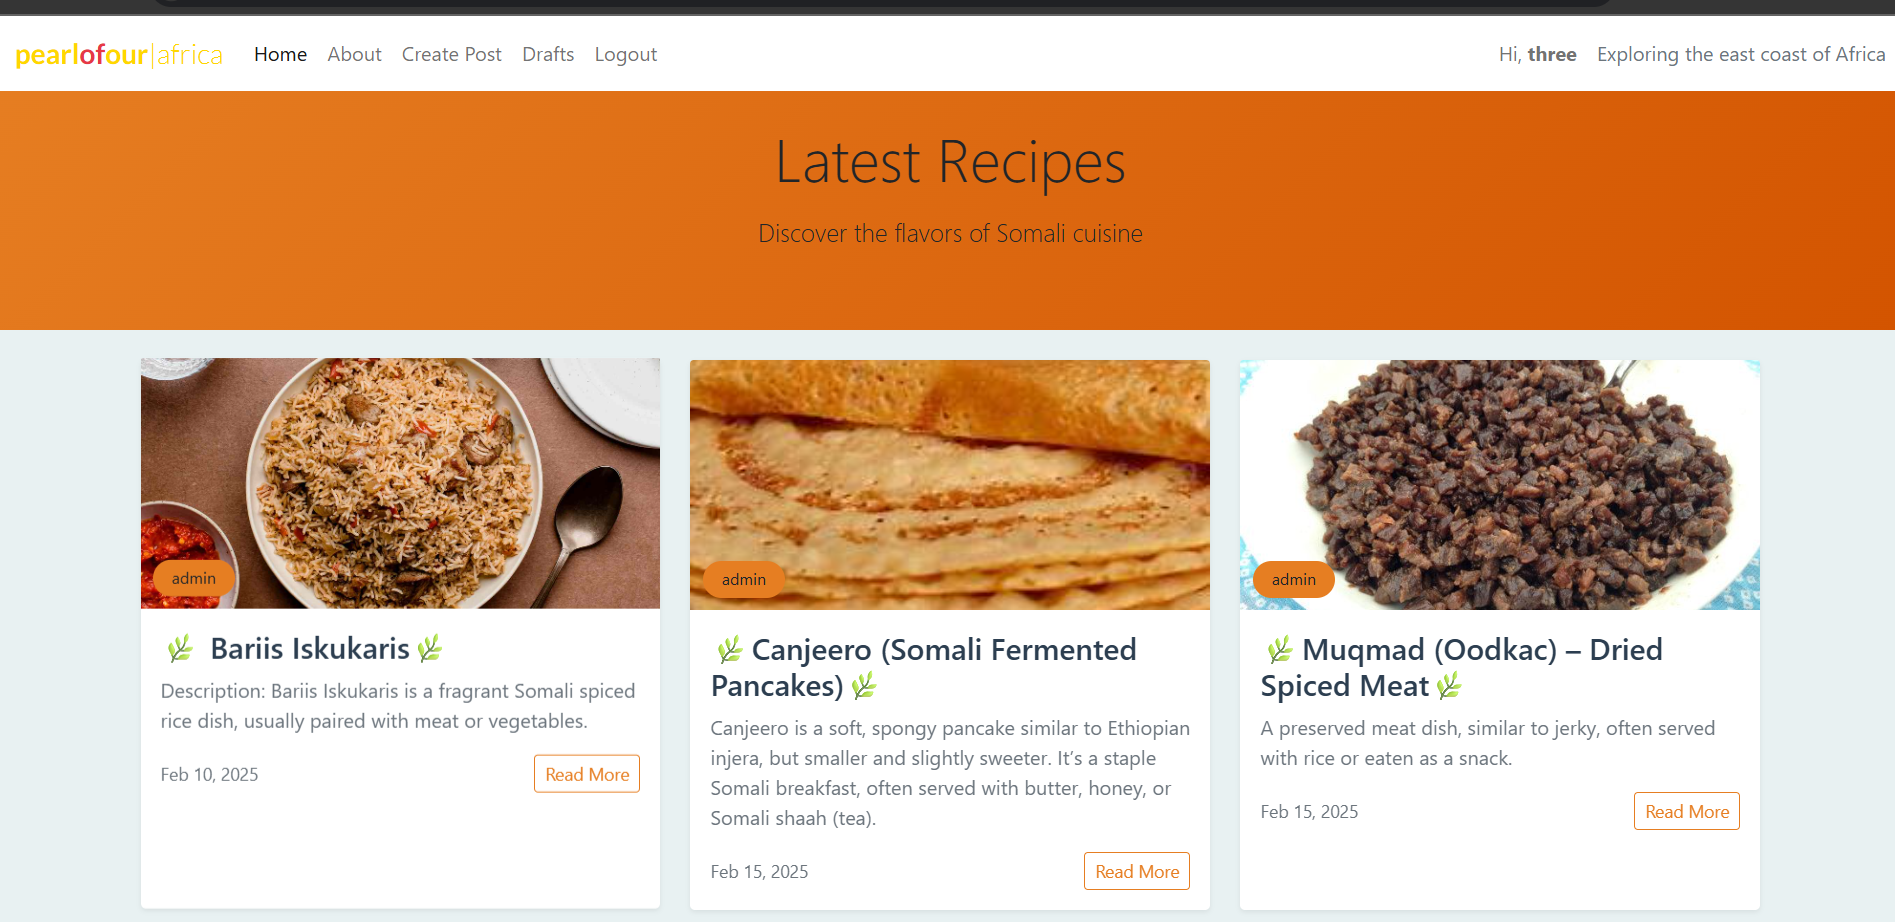 pearlofour|africa Home About Create Post Drafts Logout Hi, three Exploring the east coast of Africa
Latest Recipes
Discover the flavors of Somali cuisine
admin
🌿 Bariis Iskukaris 🌿
Description: Bariis Iskukaris is a fragrant Somali spiced
rice dish, usually paired with meat or vegetables.
Feb 10, 2025 Read More
admin
🌿 Canjeero (Somali Fermented
Pancakes) 🌿
Canjeero is a soft, spongy pancake similar to Ethiopian
injera, but smaller and slightly sweeter. It’s a staple
Somali breakfast, often served with butter, honey, or
Somali shaah (tea).
Feb 15, 2025 Read More
admin
🌿 Muqmad (Oodkac) – Dried
Spiced Meat 🌿
A preserved meat dish, similar to jerky, often served
with rice or eaten as a snack.
Feb 15, 2025 Read More